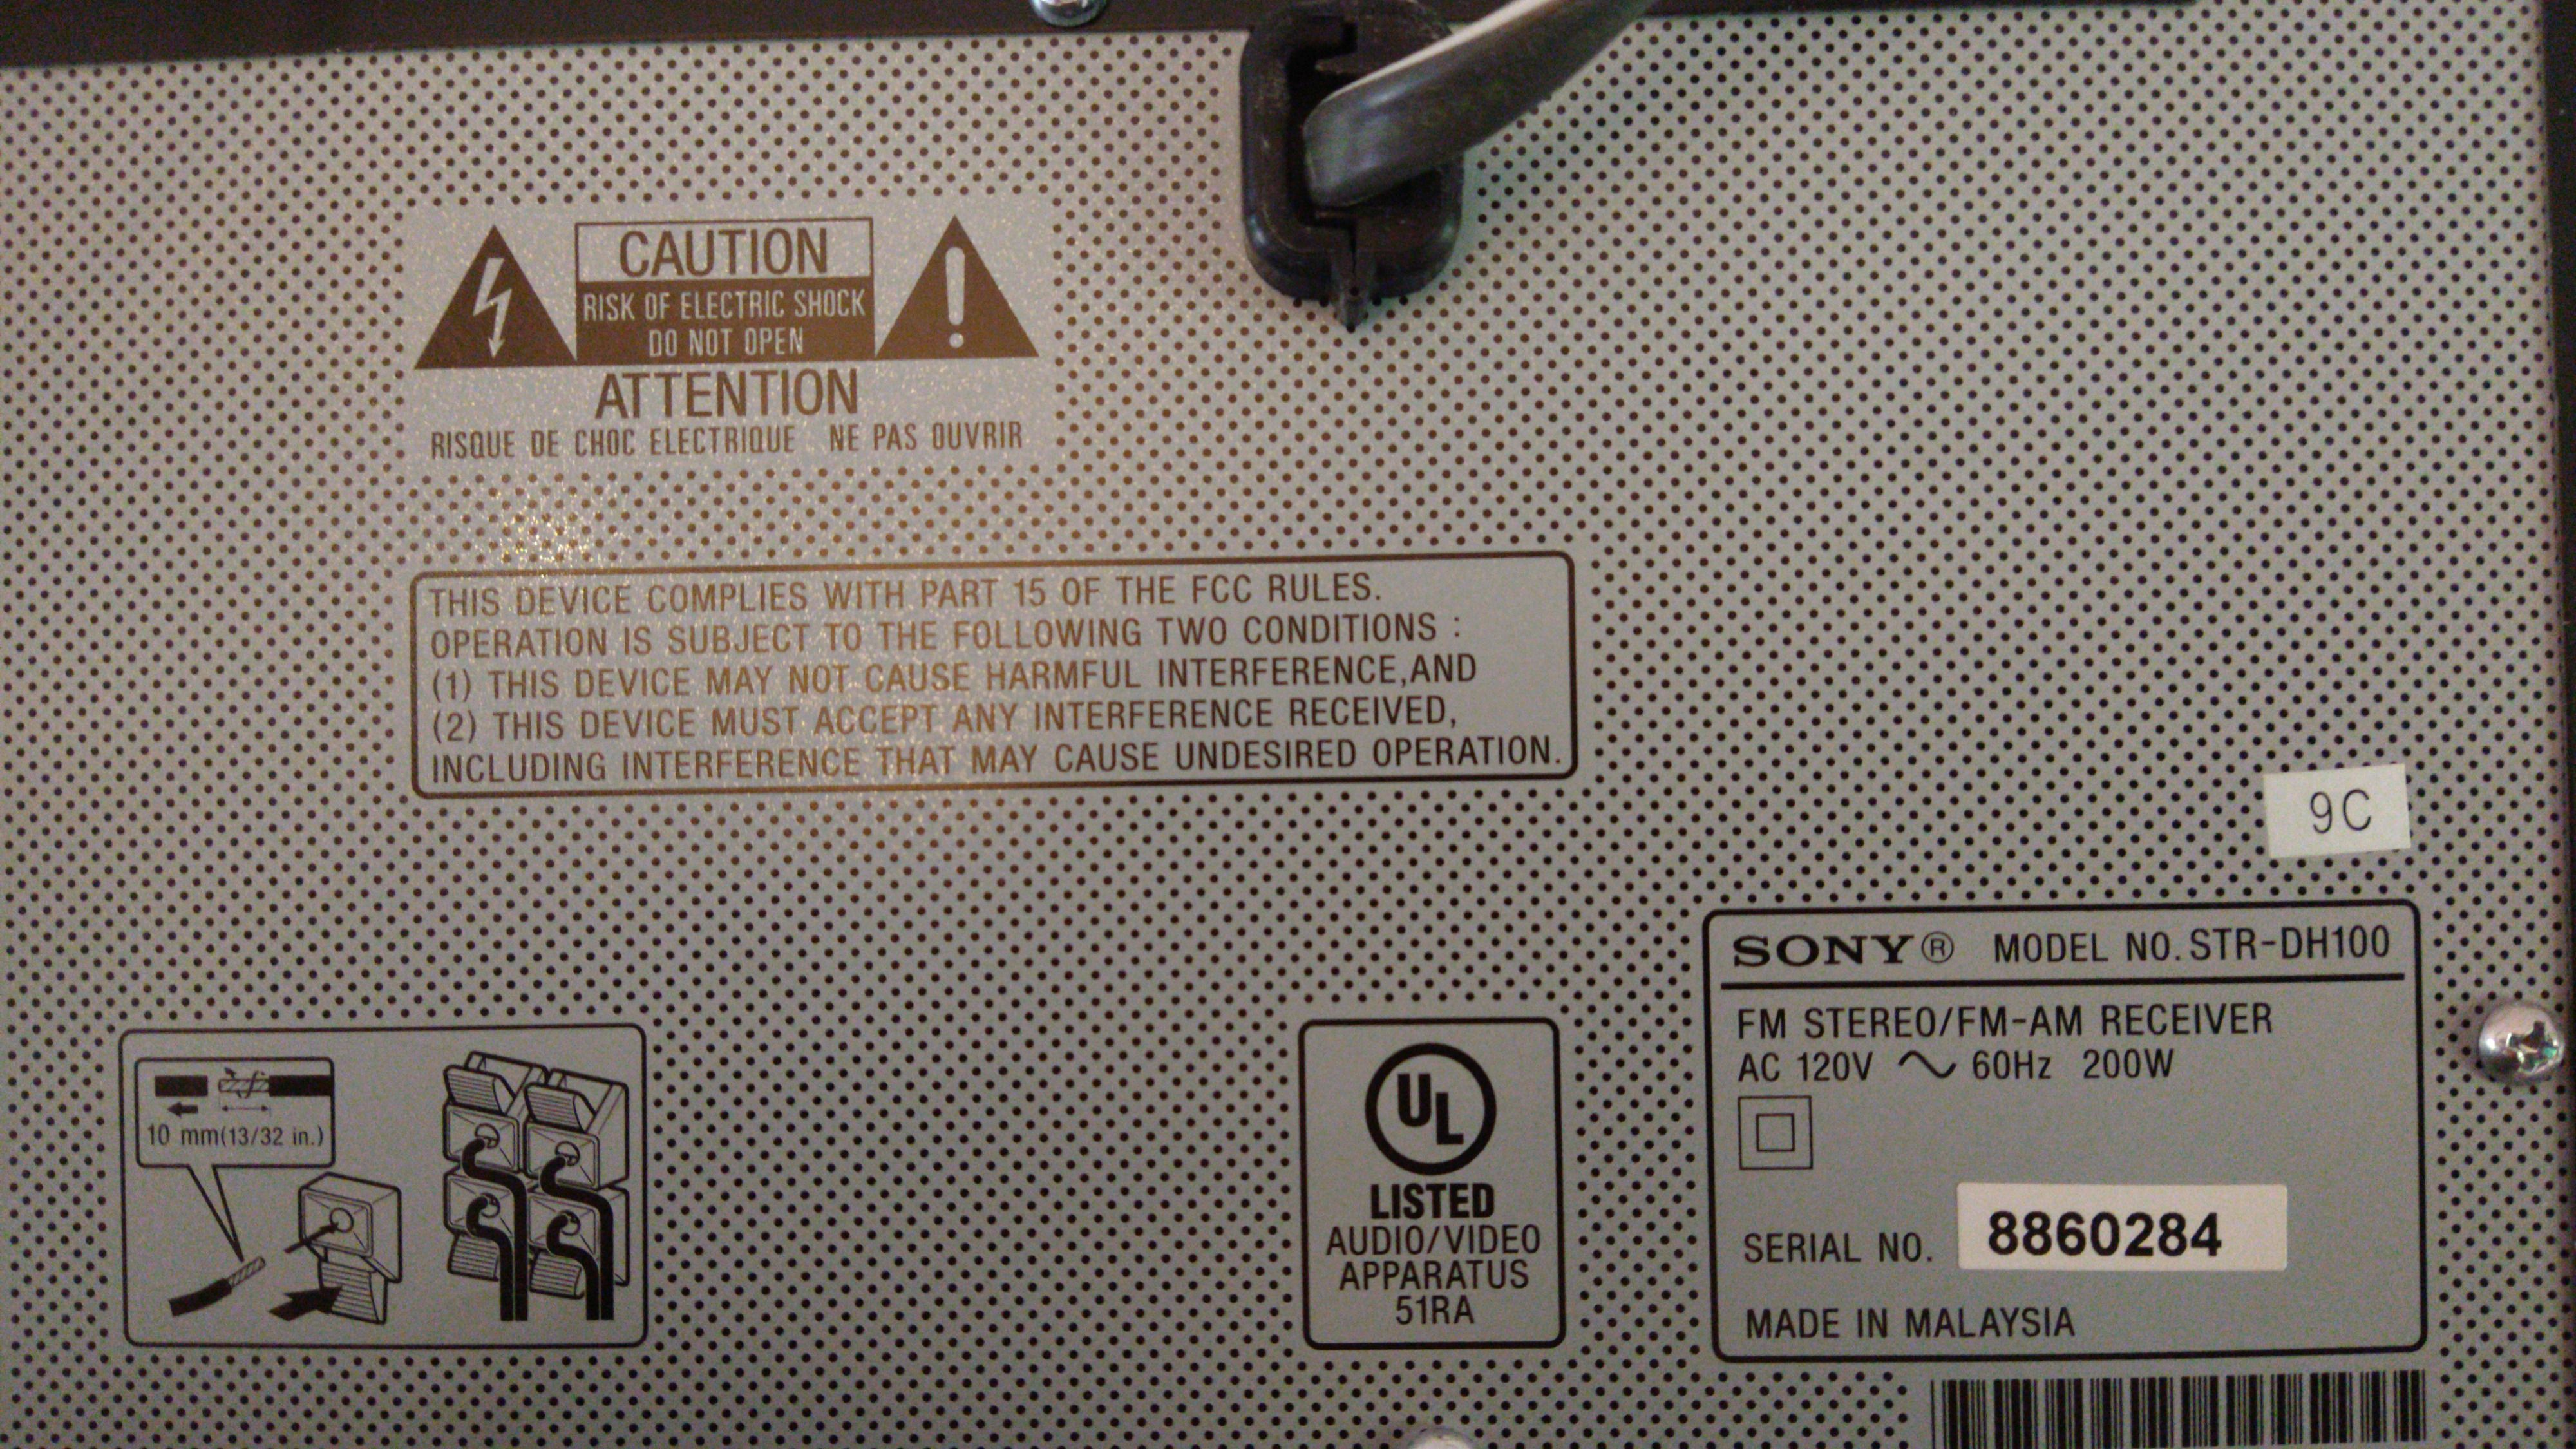 CAUTION
RISK OF ELECTRIC SHOCK
DO NOT OPEN
ATTENTION
RISQUE DE CHOC ELECTRIQUE NE PAS OUVRIR
THIS DEVICE COMPLIES WITH PART 15 OF THE FCC RULES.
OPERATION IS SUBJECT TO THE FOLLOWING TWO CONDITIONS :
(1) THIS DEVICE MAY NOT CAUSE HARMFUL INTERFERENCE,AND
(2) THIS DEVICE MUST ACCEPT ANY INTERFERENCE RECEIVED,
INCLUDING INTERFERENCE THAT MAY CAUSE UNDESIRED OPERATION.
9C
10 mm(13/32 in.)
UL
LISTED
AUDIO/VIDEO
APPARATUS
51RA
SONY® MODEL NO. STR-DH100
FM STEREO/FM-AM RECEIVER
AC 120V ~ 60Hz 200W
SERIAL NO. 8860284
MADE IN MALAYSIA